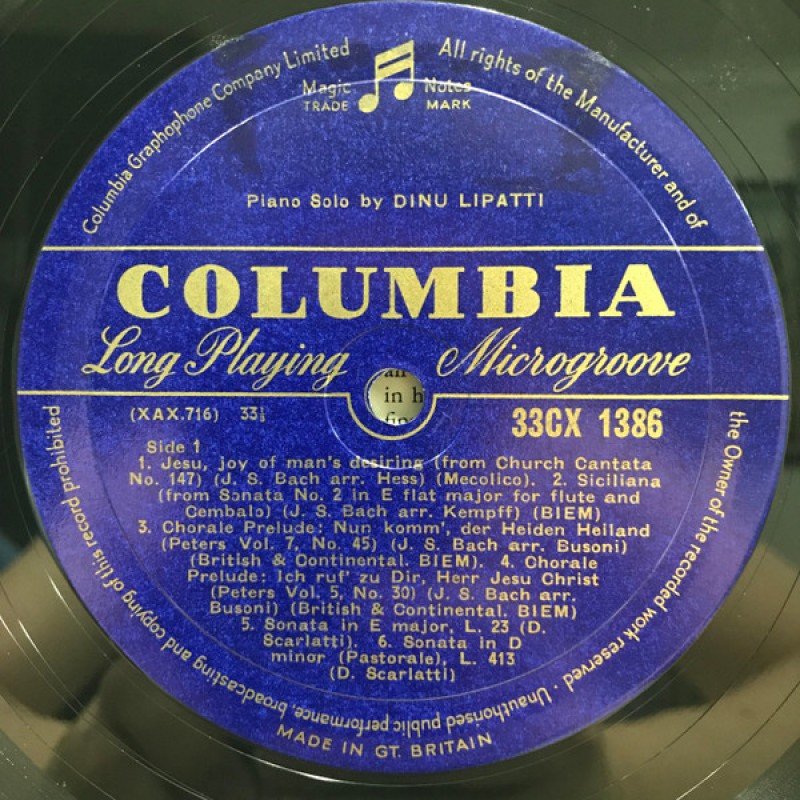 Columbia Graphophone Company Limited
Magic Notes
TRADE MARK
All rights of the Manufacturer and of
the Owner of the recorded work reserved · Unauthorised public performance, broadcasting and copying of this record prohibited
Piano Solo by DINU LIPATTI
COLUMBIA
Long Playing Microgroove
in h
(XAX.716) 33⅓
33CX 1386
Side 1
1. Jesu, joy of man's desiring (from Church Cantata
No. 147) (J. S. Bach arr. Hess) (Mecolico). 2. Siciliana
(from Sonata No. 2 in E flat major for flute and
Cembalo) (J. S. Bach arr. Kempff) (BIEM)
3. Chorale Prelude: Nun komm', der Heiden Heiland
(Peters Vol. 7, No. 45) (J. S. Bach arr. Busoni)
(British & Continental. BIEM). 4. Chorale
Prelude: Ich ruf' zu Dir, Herr Jesu Christ
(Peters Vol. 5, No. 30) (J. S. Bach arr.
Busoni) (British & Continental. BIEM)
5. Sonata in E major, L. 23 (D.
Scarlatti). 6. Sonata in D
minor (Pastorale), L. 413
(D. Scarlatti)
MADE IN GT. BRITAIN